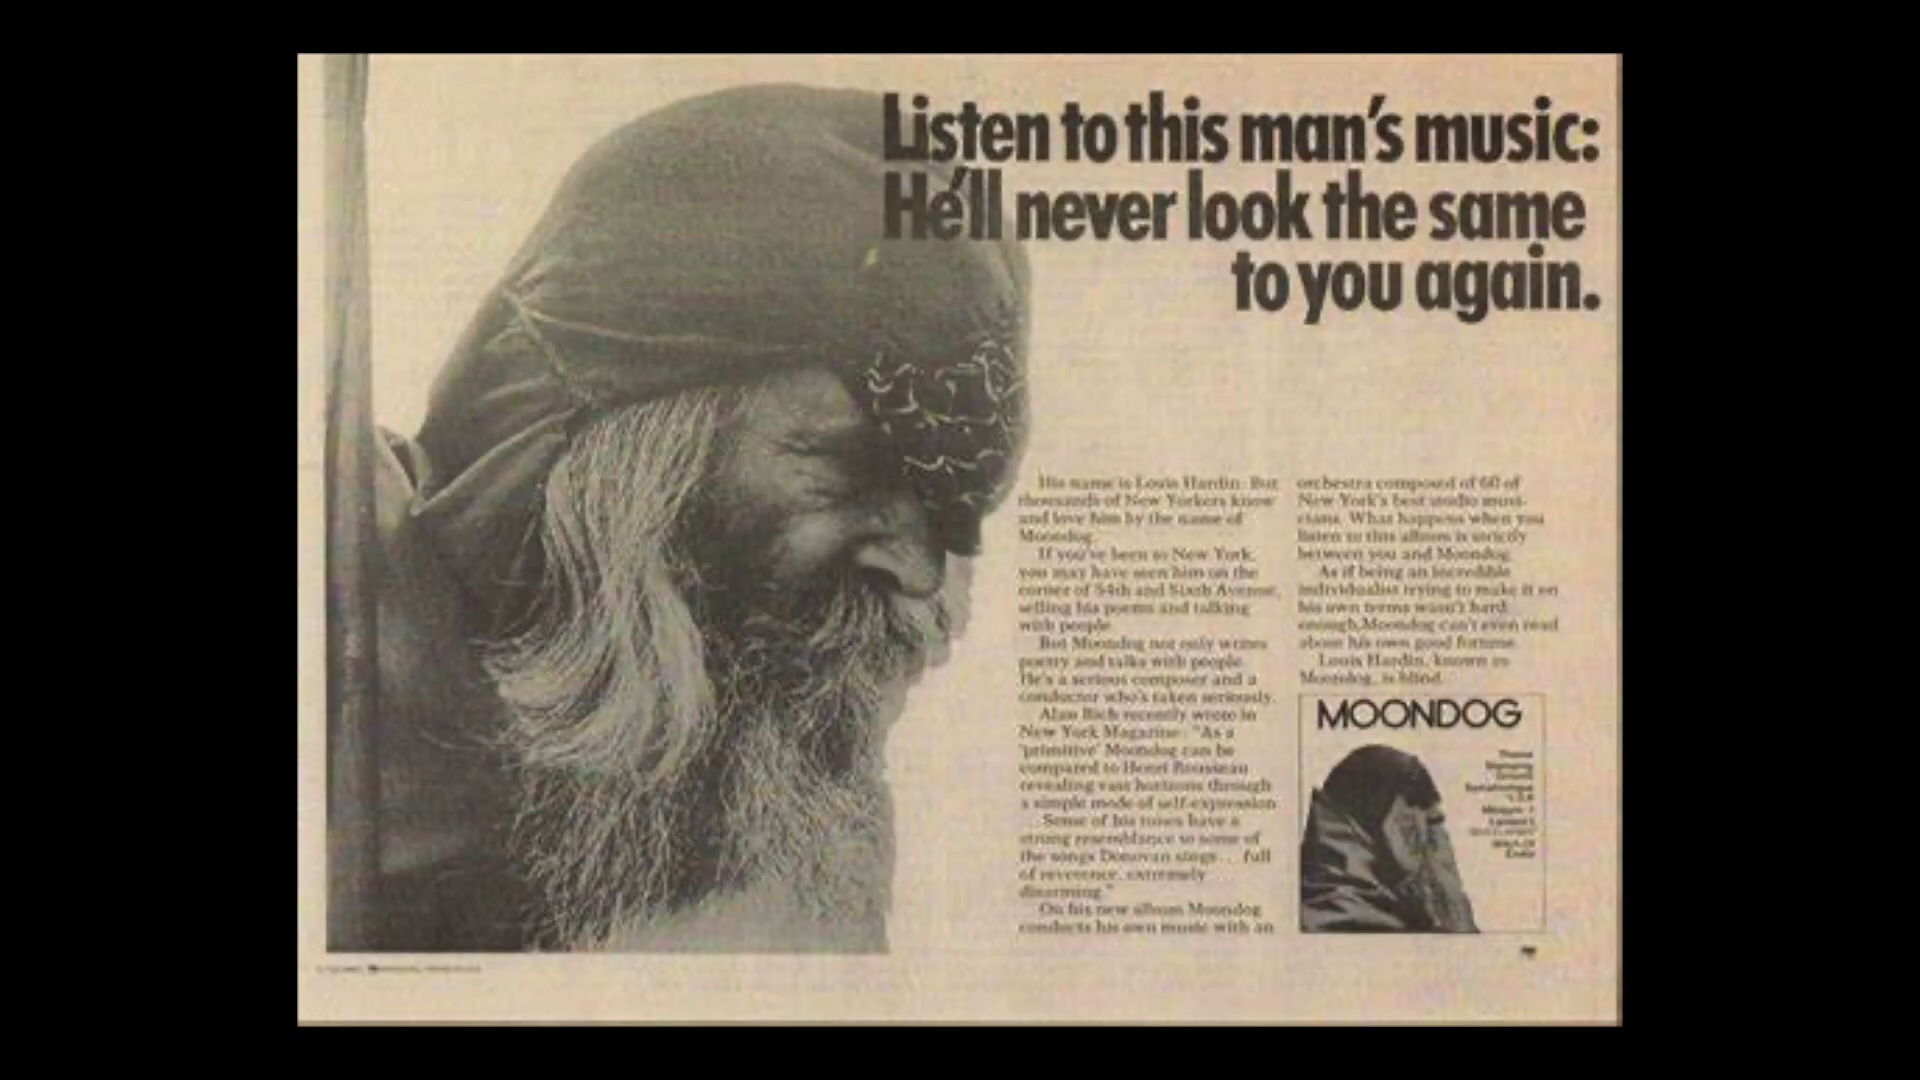 Listen to this man's music:
He'll never look the same
to you again.
His name is Louis Hardin. But
thousands of New Yorkers know
and love him by the name of
Moondog.
If you've been to New York,
you may have seen him on the
corner of 54th and Sixth Avenue,
selling his poems and talking
with people.
But Moondog not only writes
poetry and talks with people.
He's a serious composer and a
conductor who's taken seriously.
Alan Rich recently wrote in
New York Magazine: "As a
'primitive' Moondog can be
compared to Henri Rousseau
revealing vast horizons through
a simple mode of self-expression
Some of his tunes have a
strong resemblance to some of
the songs Donovan sings... full
of reverence, extremely
disarming."
On his new album Moondog
conducts his own music with an
orchestra composed of 60 of
New York's best studio musi-
cians. What happens when you
listen to this album is strictly
between you and Moondog.
As if being an incredible
individualist trying to make it on
his own terms wasn't hard
enough, Moondog can't even read
about his own good fortune.
Louis Hardin, known as
Moondog, is blind.
MOONDOG